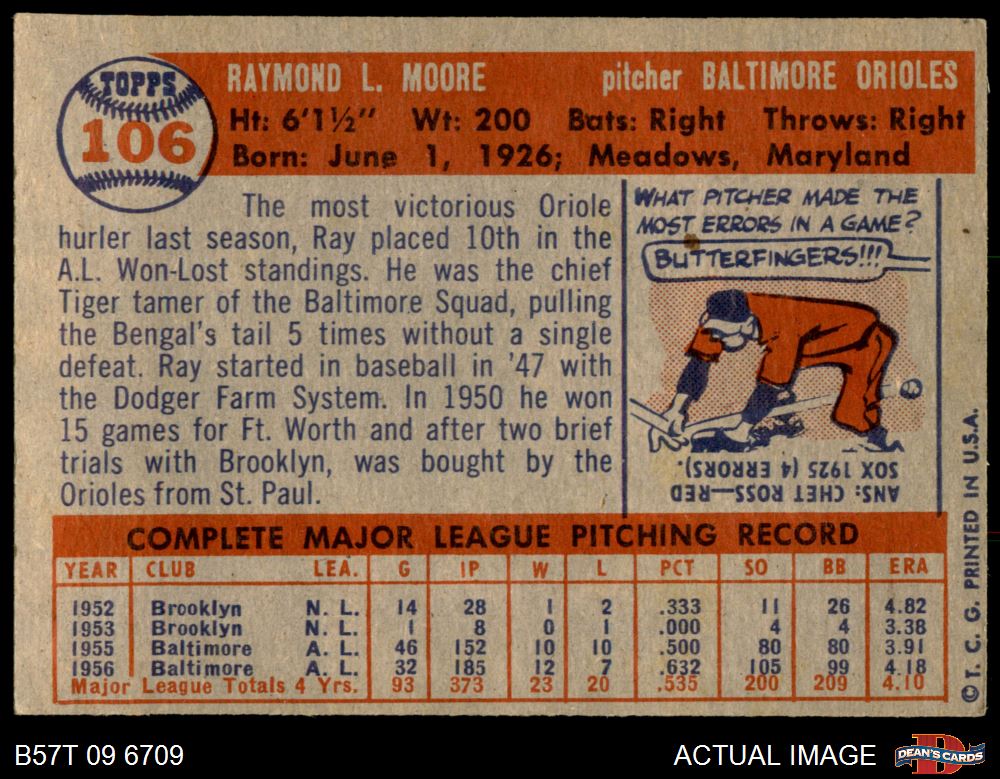 TOPPS
106
RAYMOND L. MOORE pitcher BALTIMORE ORIOLES
Ht: 6'1½" Wt: 200 Bats: Right Throws: Right
Born: June 1, 1926; Meadows, Maryland
The most victorious Oriole
hurler last season, Ray placed 10th in the
A.L. Won-Lost standings. He was the chief
Tiger tamer of the Baltimore Squad, pulling
the Bengal's tail 5 times without a single
defeat. Ray started in baseball in '47 with
the Dodger Farm System. In 1950 he won
15 games for Ft. Worth and after two brief
trials with Brooklyn, was bought by the
Orioles from St. Paul.
WHAT PITCHER MADE THE
MOST ERRORS IN A GAME?
BUTTERFINGERS!!!
ANS: CHET ROSS—RED
SOX 1925 (4 ERRORS).
COMPLETE MAJOR LEAGUE PITCHING RECORD
YEAR CLUB LEA. G IP W L PCT SO BB ERA
1952 Brooklyn N. L. 14 28 1 2 .333 11 26 4.82
1953 Brooklyn N. L. 1 8 0 1 .000 4 4 3.38
1955 Baltimore A. L. 46 152 10 10 .500 80 80 3.91
1956 Baltimore A. L. 32 185 12 7 .632 105 99 4.18
Major League Totals 4 Yrs. 93 373 23 20 .535 200 209 4.10
© T. C. G. PRINTED IN U.S.A.
B57T 09 6709
ACTUAL IMAGE
B
DEAN'S CARDS